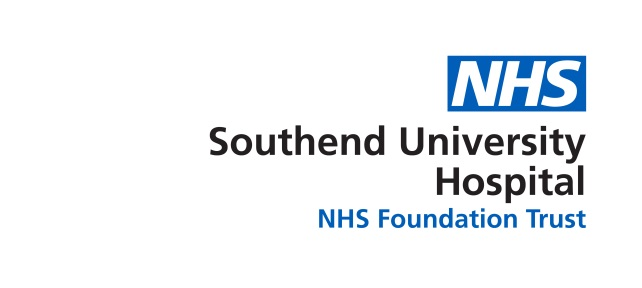 NHS
Southend University
Hospital
NHS Foundation Trust